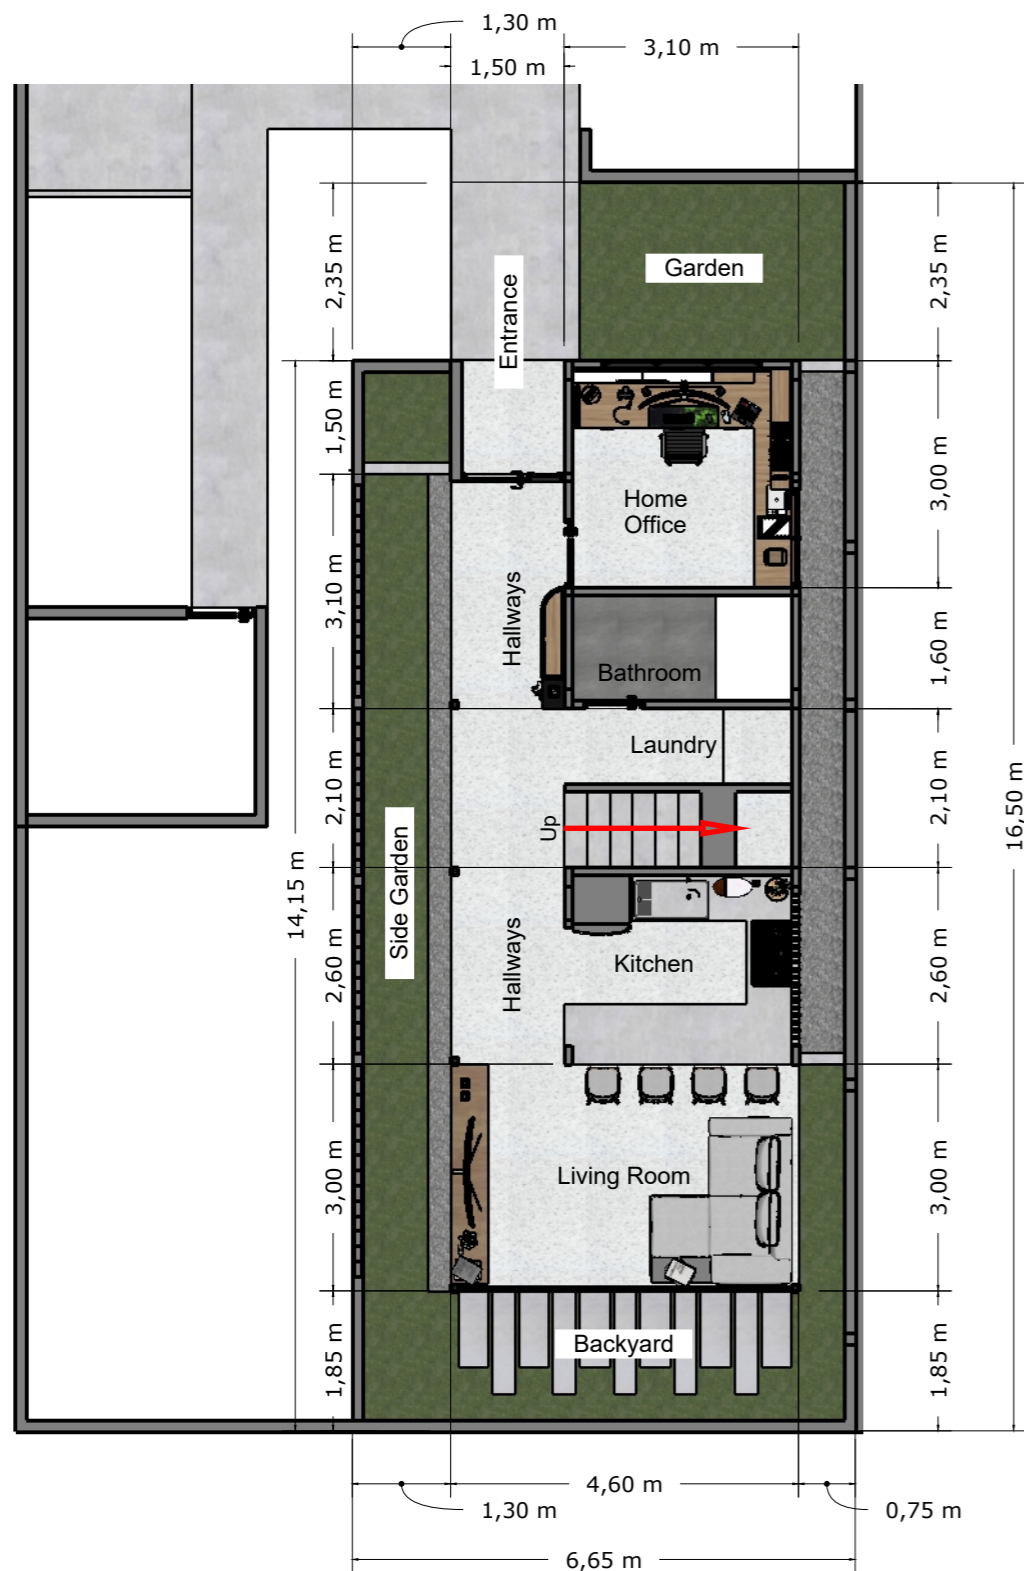 1,30 m
3,10 m
1,50 m
2,35 m
Garden
2,35 m
Entrance
1,50 m
3,00 m
Home
Office
3,10 m
Hallways
1,60 m
Bathroom
Laundry
2,10 m
Up
2,10 m
16,50 m
14,15 m
Side Garden
2,60 m
Hallways
Kitchen
2,60 m
3,00 m
Living Room
3,00 m
1,85 m
Backyard
1,85 m
4,60 m
1,30 m
0,75 m
6,65 m